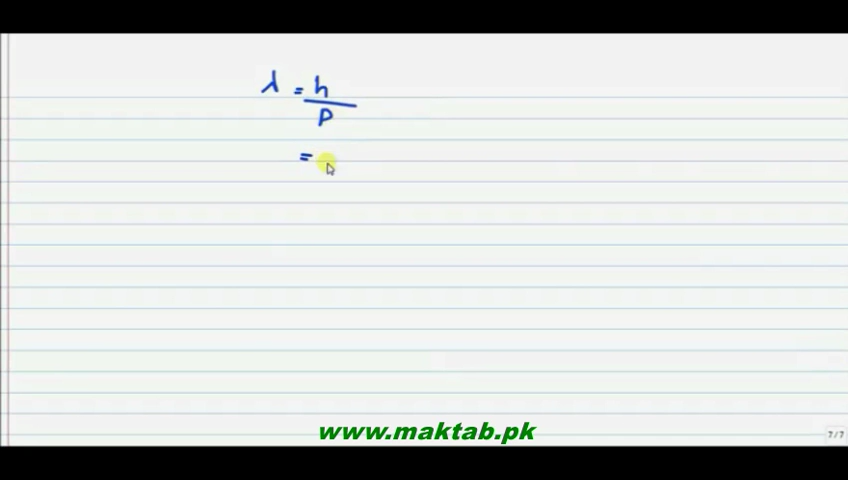 λ = h
P
=
www.maktab.pk
7/7